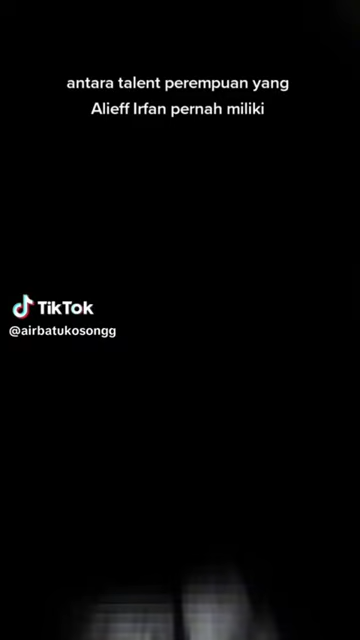 antara talent perempuan yang
Alieff Irfan pernah miliki
TikTok
@airbatukosongg